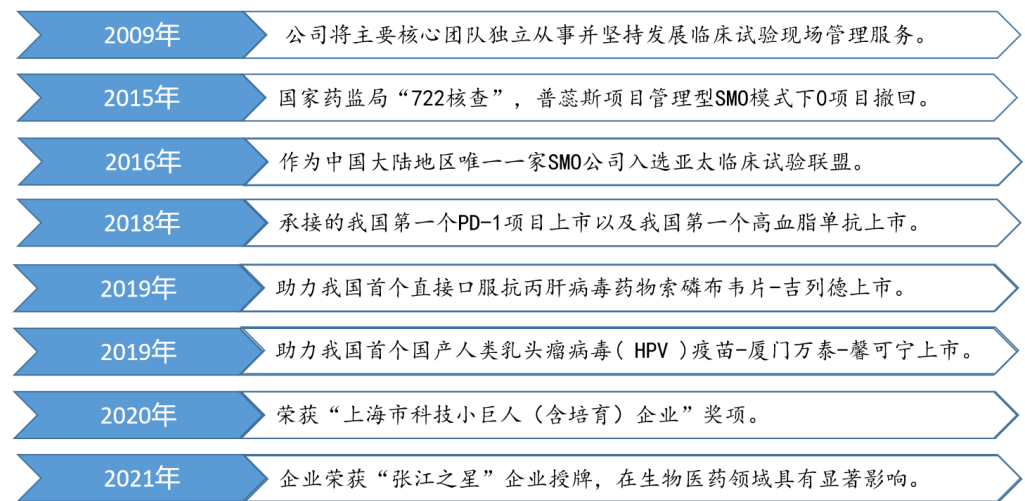 2009年 公司将主要核心团队独立从事并坚持发展临床试验现场管理服务。
2015年 国家药监局“722核查”，普蕊斯项目管理型SMO模式下0项目撤回。
2016年 作为中国大陆地区唯一一家SMO公司入选亚太临床试验联盟。
2018年 承接的我国第一个PD-1项目上市以及我国第一个高血脂单抗上市。
2019年 助力我国首个直接口服抗丙肝病毒药物索磷布韦片-吉列德上市。
2019年 助力我国首个国产人类乳头瘤病毒( HPV )疫苗-厦门万泰-馨可宁上市。
2020年 荣获“上海市科技小巨人（含培育）企业”奖项。
2021年 企业荣获“张江之星”企业授牌，在生物医药领域具有显著影响。